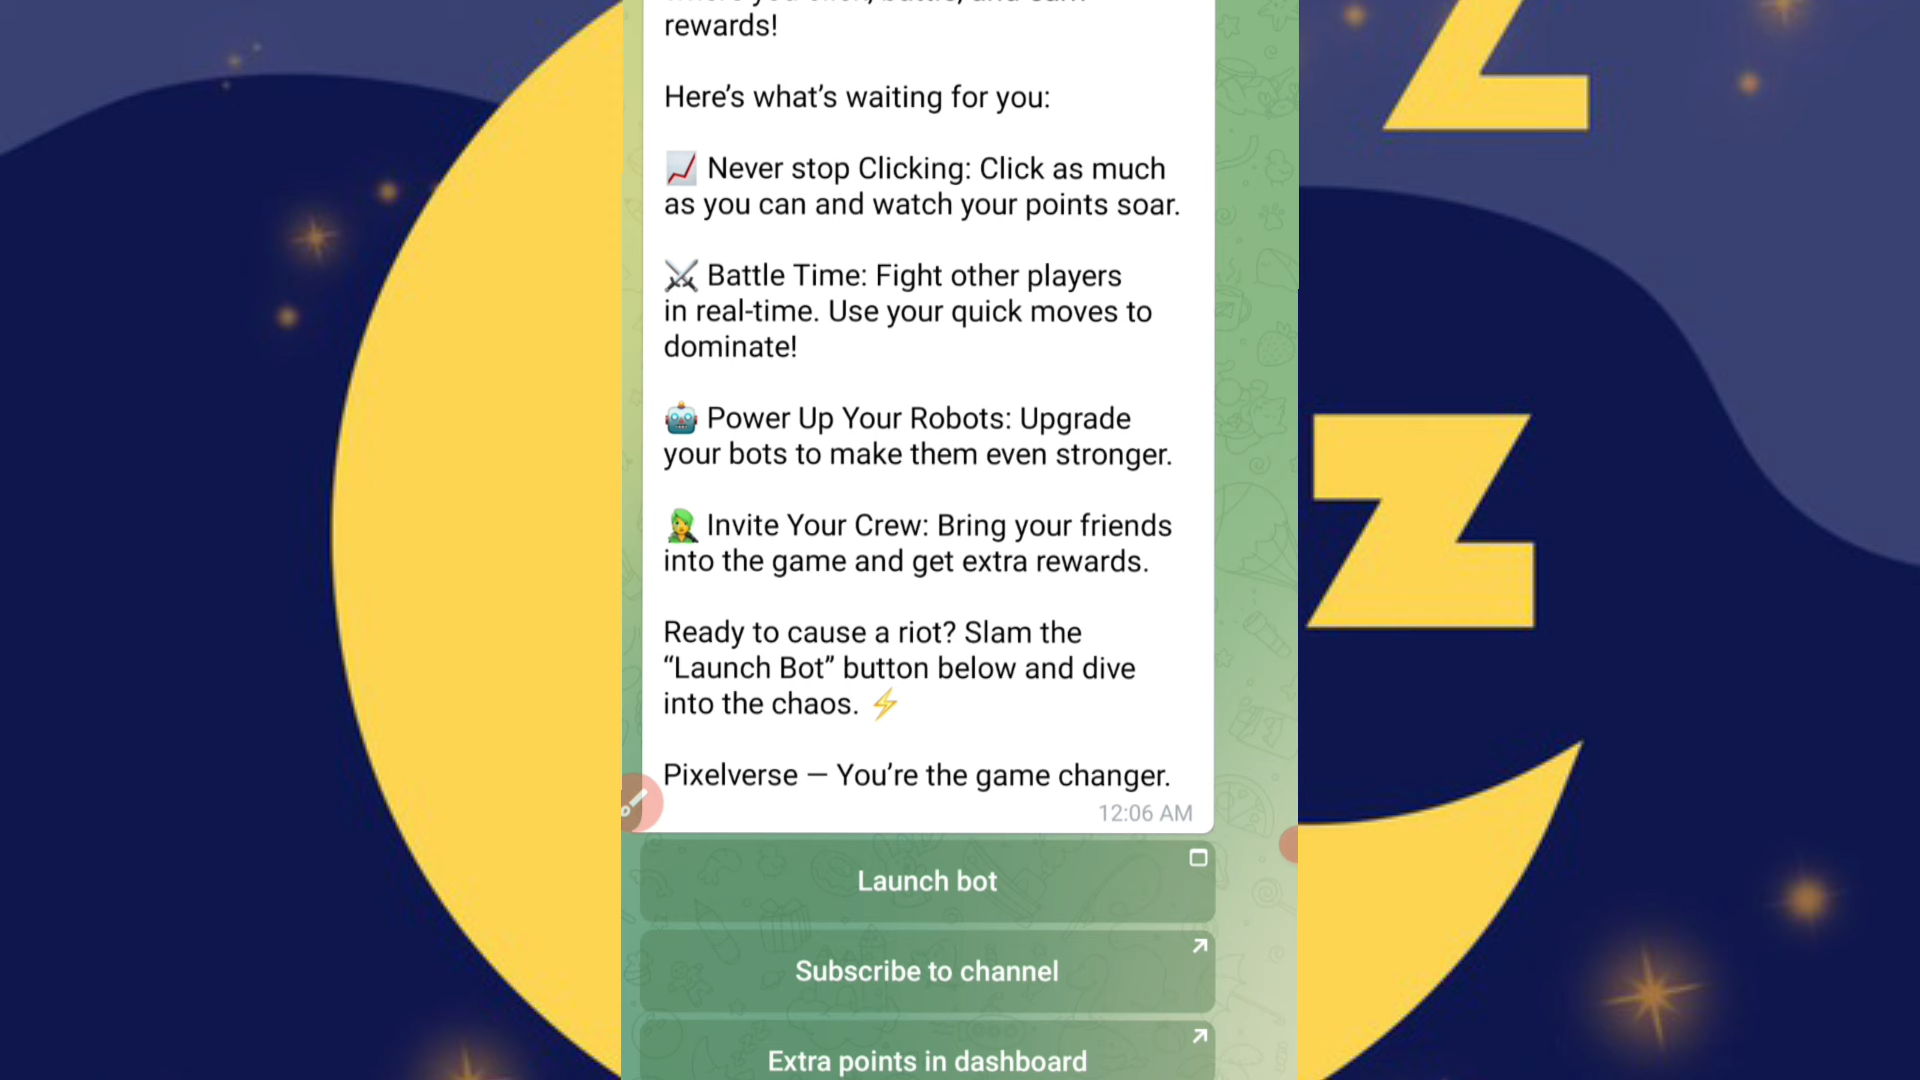 rewards!
Here’s what’s waiting for you:
📈 Never stop Clicking: Click as much
as you can and watch your points soar.
⚔️ Battle Time: Fight other players
in real-time. Use your quick moves to
dominate!
🤖 Power Up Your Robots: Upgrade
your bots to make them even stronger.
🧝‍♂️ Invite Your Crew: Bring your friends
into the game and get extra rewards.
Ready to cause a riot? Slam the
“Launch Bot” button below and dive
into the chaos. ⚡
Pixelverse — You’re the game changer.
12:06 AM
Launch bot
Subscribe to channel
Extra points in dashboard
Z
Z